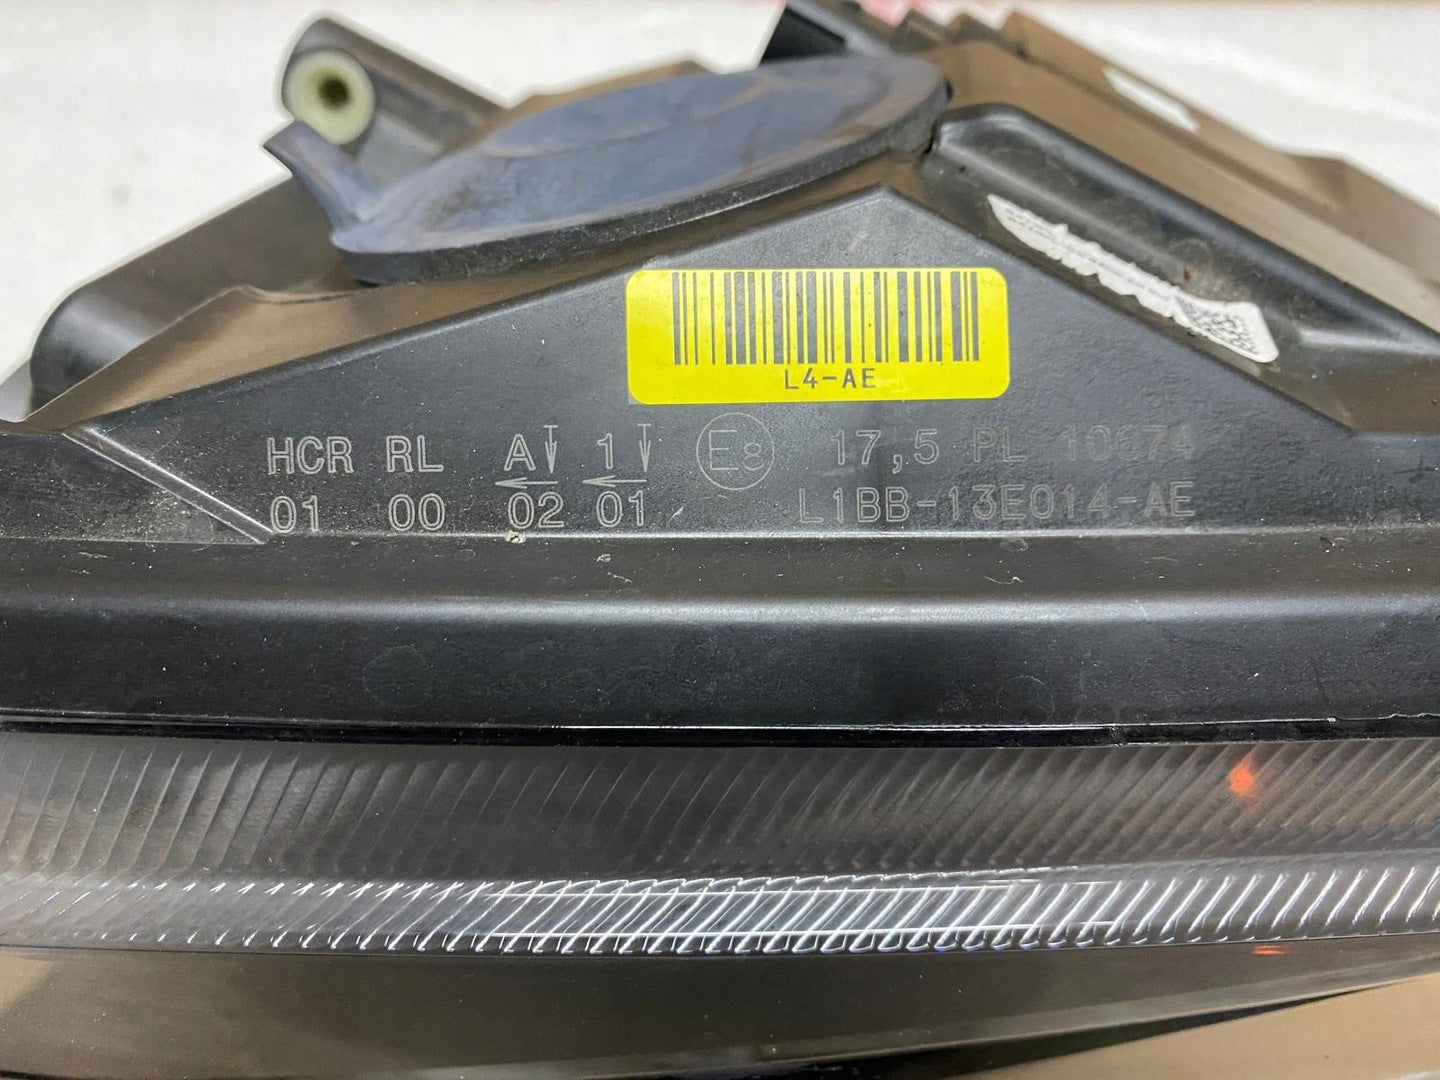 L4-AE
HCR RL A 1 E8 17,5 PL 10674
01 00 02 01 L1BB-13E014-AE